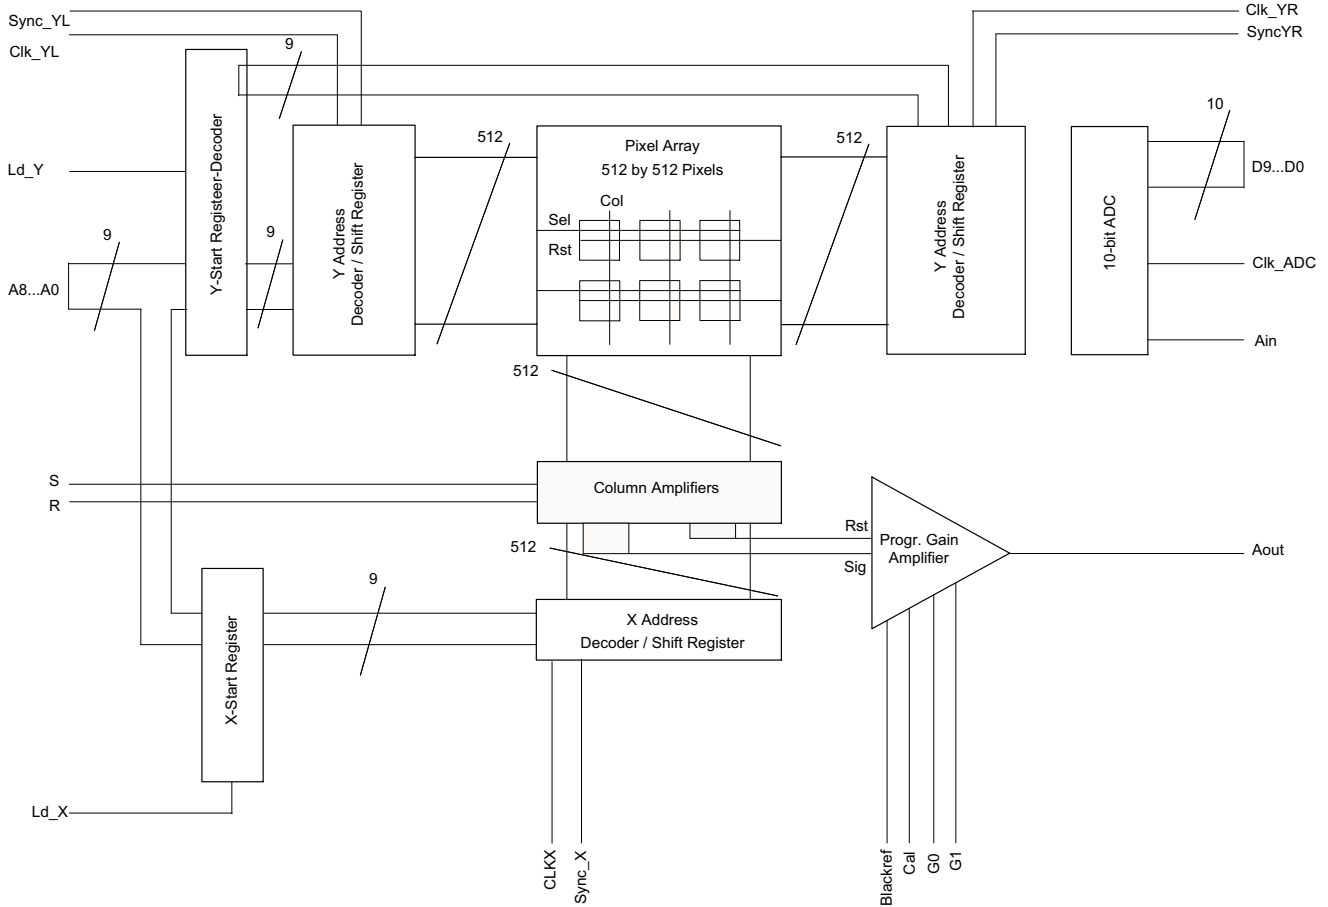 Sync_YL
Clk_YL
Clk_YR
SyncYR
9
Ld_Y
9
A8...A0
Y-Start Registeer-Decoder
9
Y Address
Decoder / Shift Register
512
Pixel Array
512 by 512 Pixels
Col
Sel
Rst
512
Y Address
Decoder / Shift Register
10-bit ADC
10
D9...D0
Clk_ADC
Ain
512
S
R
Column Amplifiers
512
Rst
Sig
Progr. Gain
Amplifier
Aout
9
X-Start Register
X Address
Decoder / Shift Register
Ld_X
CLKX
Sync_X
Blackref
Cal
G0
G1